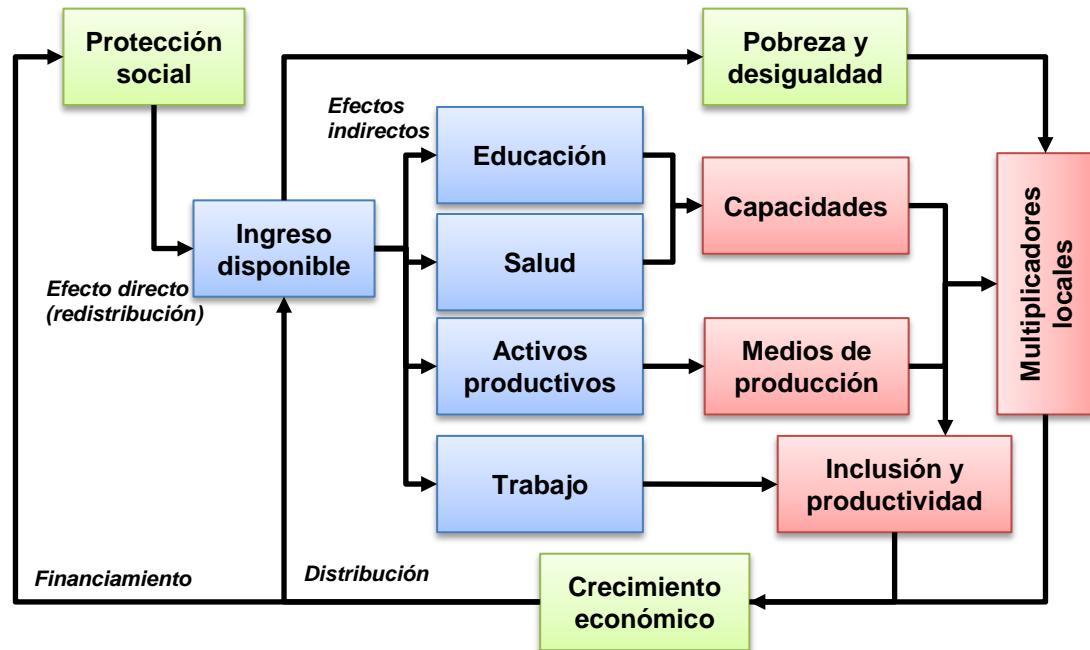 Protección
social
Pobreza y
desigualdad
Efectos
indirectos
Educación
Capacidades
Multiplicadores
locales
Ingreso
disponible
Salud
Efecto directo
(redistribución)
Activos
productivos
Medios de
producción
Trabajo
Inclusión y
productividad
Financiamiento
Distribución
Crecimiento
económico